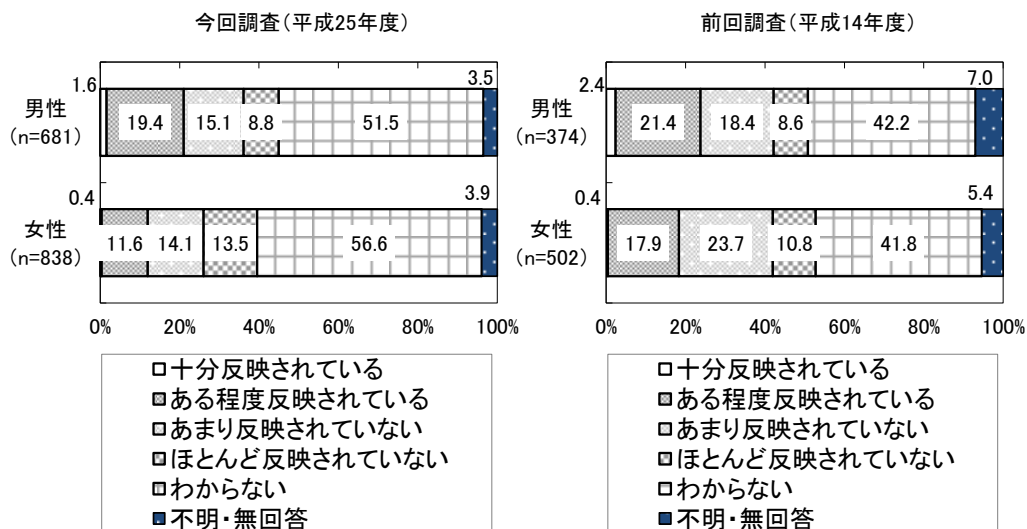 今回調査(平成25年度)
1.6
3.5
男性
(n=681)
19.4 15.1 8.8 51.5
0.4
3.9
女性
(n=838)
11.6 14.1 13.5 56.6
0% 20% 40% 60% 80% 100%
十分反映されている
ある程度反映されている
あまり反映されていない
ほとんど反映されていない
わからない
不明・無回答
前回調査(平成14年度)
2.4
7.0
男性
(n=374)
21.4 18.4 8.6 42.2
0.4
5.4
女性
(n=502)
17.9 23.7 10.8 41.8
0% 20% 40% 60% 80% 100%
十分反映されている
ある程度反映されている
あまり反映されていない
ほとんど反映されていない
わからない
不明・無回答